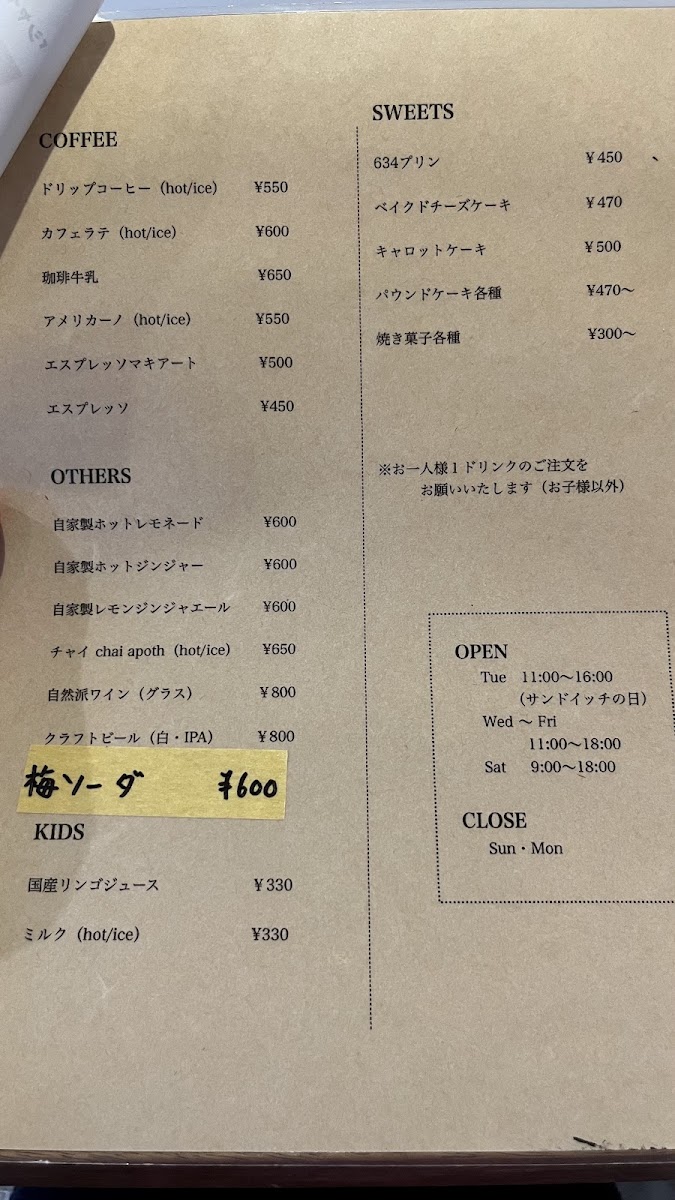 COFFEE
ドリップコーヒー（hot/ice） ¥550
カフェラテ（hot/ice） ¥600
珈琲牛乳 ¥650
アメリカーノ（hot/ice） ¥550
エスプレッソマキアート ¥500
エスプレッソ ¥450
OTHERS
自家製ホットレモネード ¥600
自家製ホットジンジャー ¥600
自家製レモンジンジャエール ¥600
チャイ chai apoth（hot/ice） ¥650
自然派ワイン（グラス） ¥800
クラフトビール（白・IPA） ¥800
梅ソーダ ¥600
KIDS
国産リンゴジュース ¥330
ミルク（hot/ice） ¥330
SWEETS
634プリン ¥450
ベイクドチーズケーキ ¥470
キャロットケーキ ¥500
パウンドケーキ各種 ¥470〜
焼き菓子各種 ¥300〜
※お一人様１ドリンクのご注文を
お願いいたします（お子様以外）
OPEN
Tue 11:00〜16:00
（サンドイッチの日）
Wed 〜 Fri
11:00〜18:00
Sat 9:00〜18:00
CLOSE
Sun・Mon